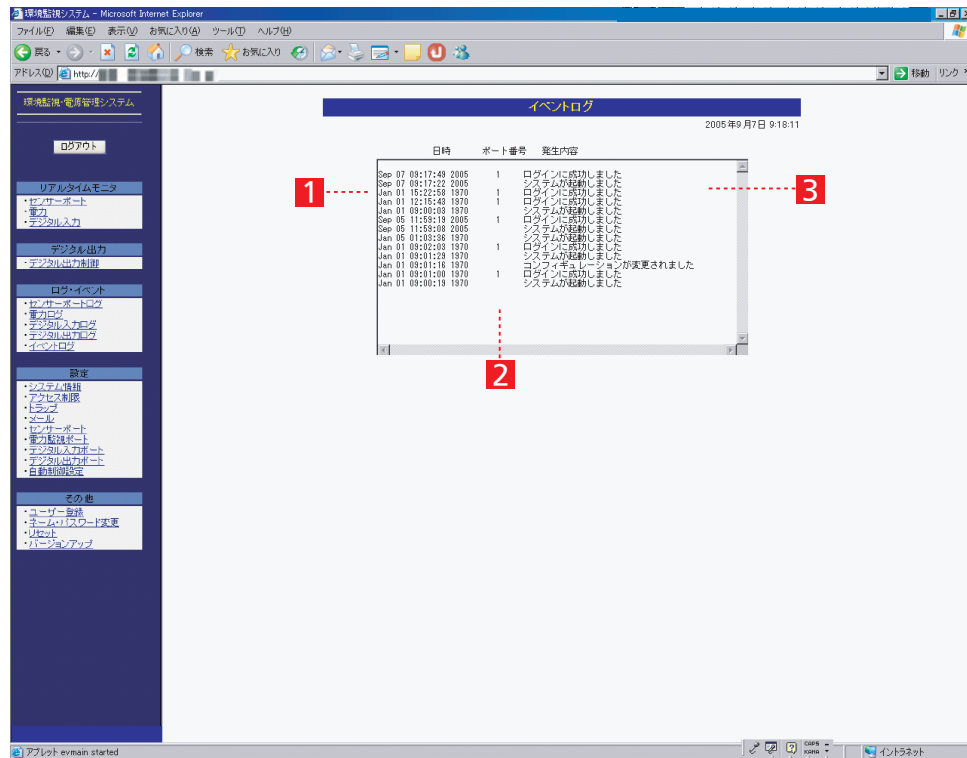 環境監視システム - Microsoft Internet Explorer
ファイル(F) 編集(E) 表示(V) お気に入り(A) ツール(T) ヘルプ(H)
戻る 検索 お気に入り
アドレス(D) http:// 移動 リンク
環境監視・電源管理システム
ログアウト
リアルタイムモニタ
・センサーポート
・電力
・デジタル入力
デジタル出力
・デジタル出力制御
ログ・イベント
・センサーポートログ
・電力ログ
・デジタル入力ログ
・デジタル出力ログ
・イベントログ
設定
・システム情報
・アクセス制限
・トラップ
・メール
・センサーポート
・電力監視ポート
・デジタル入力ポート
・デジタル出力ポート
・自動制御設定
その他
・ユーザー登録
・ネーム・パスワード変更
・リセット
・バージョンアップ
イベントログ
2005年9月7日 9:18:11
日時 ポート番号 発生内容
Sep 07 09:17:49 2005 1 ログインに成功しました
Sep 07 09:17:22 2005 システムが起動しました
Jan 01 15:22:58 1970 1 ログインに成功しました
Jan 01 12:15:43 1970 1 ログインに成功しました
Jan 01 09:00:03 1970 システムが起動しました
Sep 05 11:59:19 2005 1 ログインに成功しました
Sep 05 11:59:08 2005 システムが起動しました
Jan 05 01:03:36 1970 システムが起動しました
Jan 01 09:02:03 1970 1 ログインに成功しました
Jan 01 09:01:29 1970 システムが起動しました
Jan 01 09:01:16 1970 コンフィギュレーションが変更されました
Jan 01 09:01:00 1970 1 ログインに成功しました
Jan 01 09:00:19 1970 システムが起動しました
1
2
3
アプレット evmain started
CAPS
KANA
イントラネット